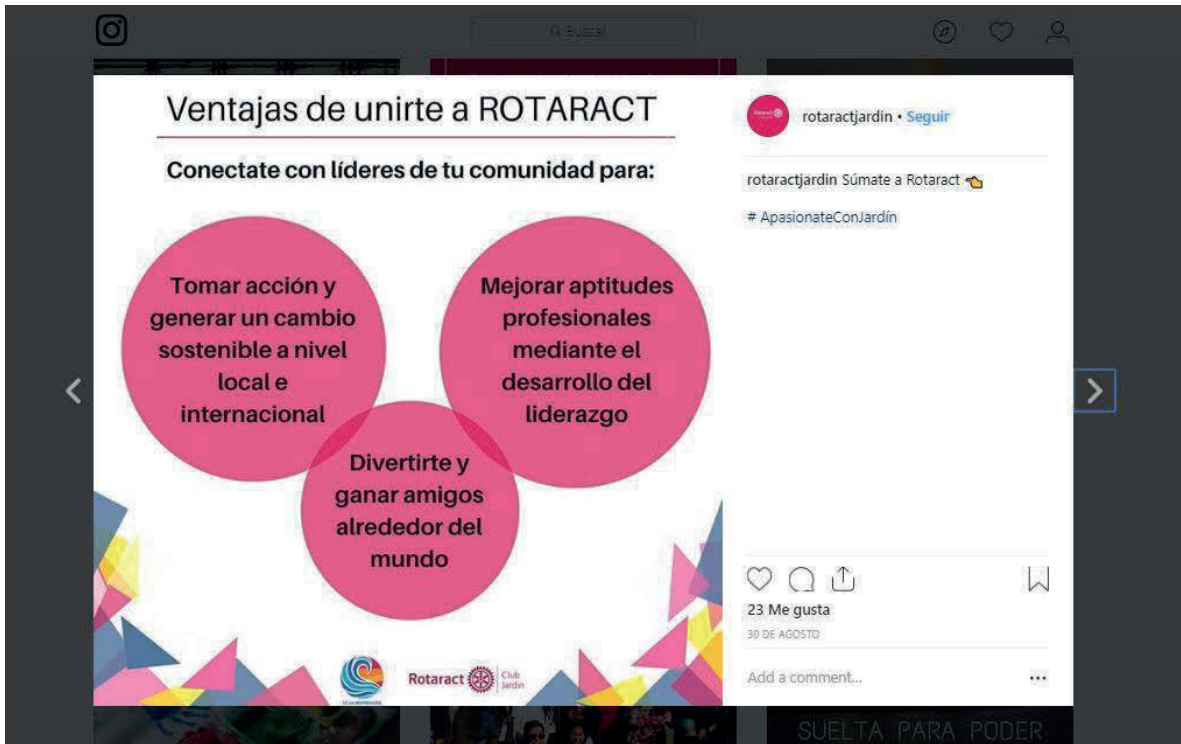 Buscar
Ventajas de unirte a ROTARACT
Conectate con líderes de tu comunidad para:
Tomar acción y
generar un cambio
sostenible a nivel
local e
internacional
Mejorar aptitudes
profesionales
mediante el
desarrollo del
liderazgo
Divertirte y
ganar amigos
alrededor del
mundo
Rotaract
Club
Jardin
rotaractjardin • Seguir
rotaractjardin Súmate a Rotaract 👈
# ApasionateConJardín
23 Me gusta
30 DE AGOSTO
Add a comment...
SUELTA PARA PODER